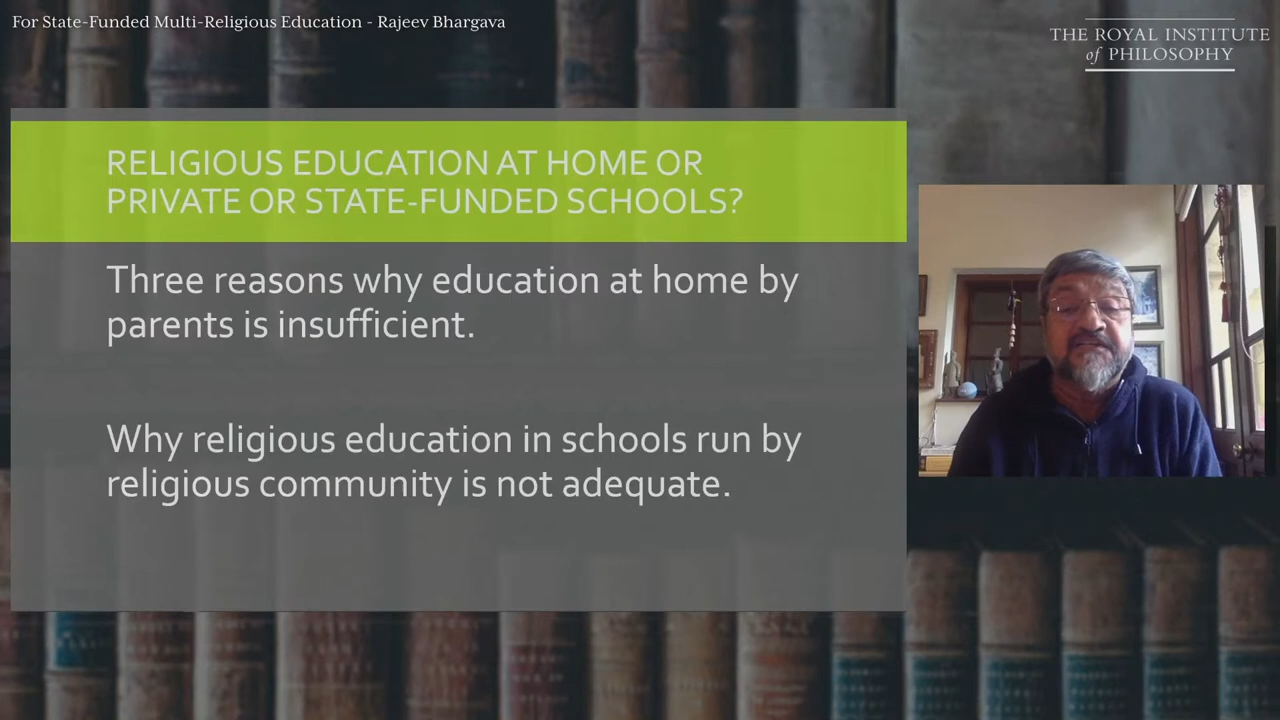 For State-Funded Multi-Religious Education - Rajeev Bhargava
THE ROYAL INSTITUTE
of PHILOSOPHY
RELIGIOUS EDUCATION AT HOME OR
PRIVATE OR STATE-FUNDED SCHOOLS?
Three reasons why education at home by
parents is insufficient.
Why religious education in schools run by
religious community is not adequate.